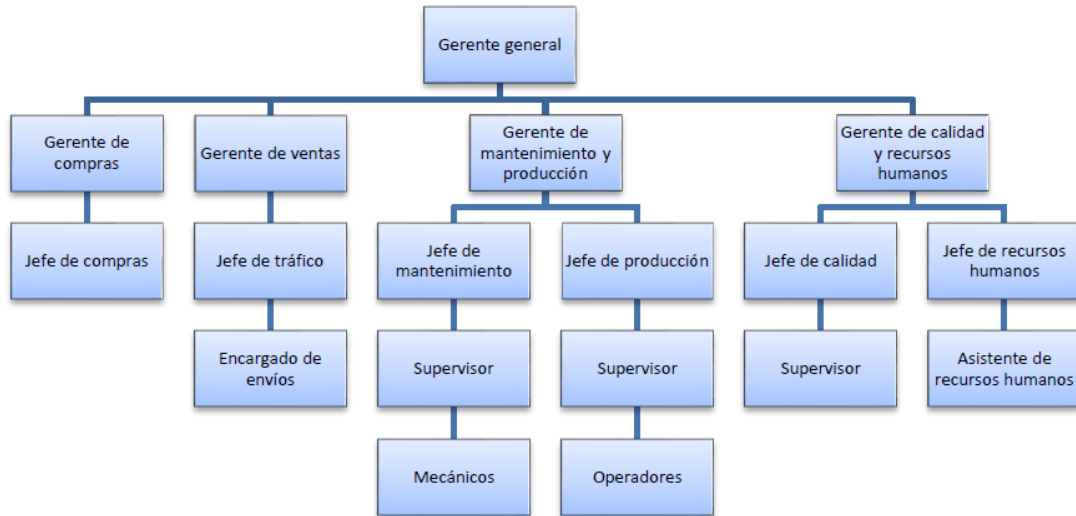 Gerente general
Gerente de
compras
Gerente de ventas
Gerente de
mantenimiento y
producción
Gerente de calidad
y recursos
humanos
Jefe de compras
Jefe de tráfico
Jefe de
mantenimiento
Jefe de producción
Jefe de calidad
Jefe de recursos
humanos
Encargado de
envíos
Supervisor
Supervisor
Supervisor
Asistente de
recursos humanos
Mecánicos
Operadores